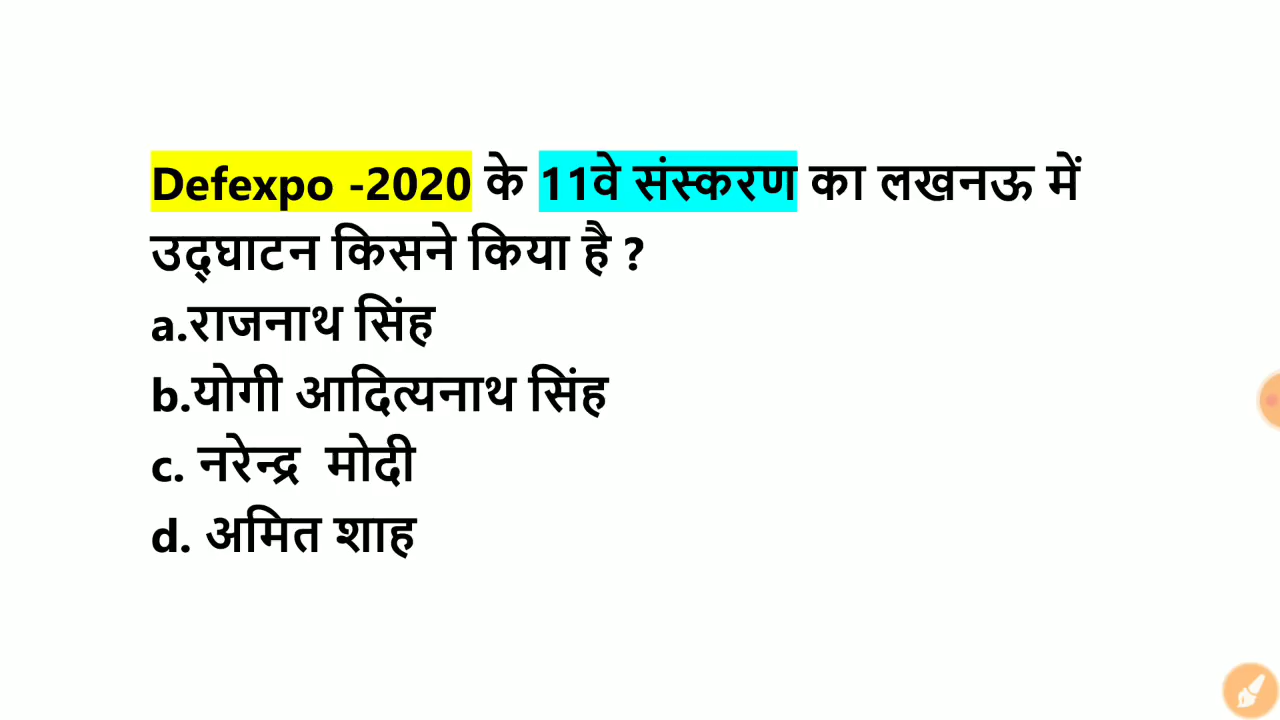 Defexpo -2020 के 11वे संस्करण का लखनऊ में
उद्घाटन किसने किया है ?
a.राजनाथ सिंह
b.योगी आदित्यनाथ सिंह
c. नरेन्द्र  मोदी
d. अमित शाह